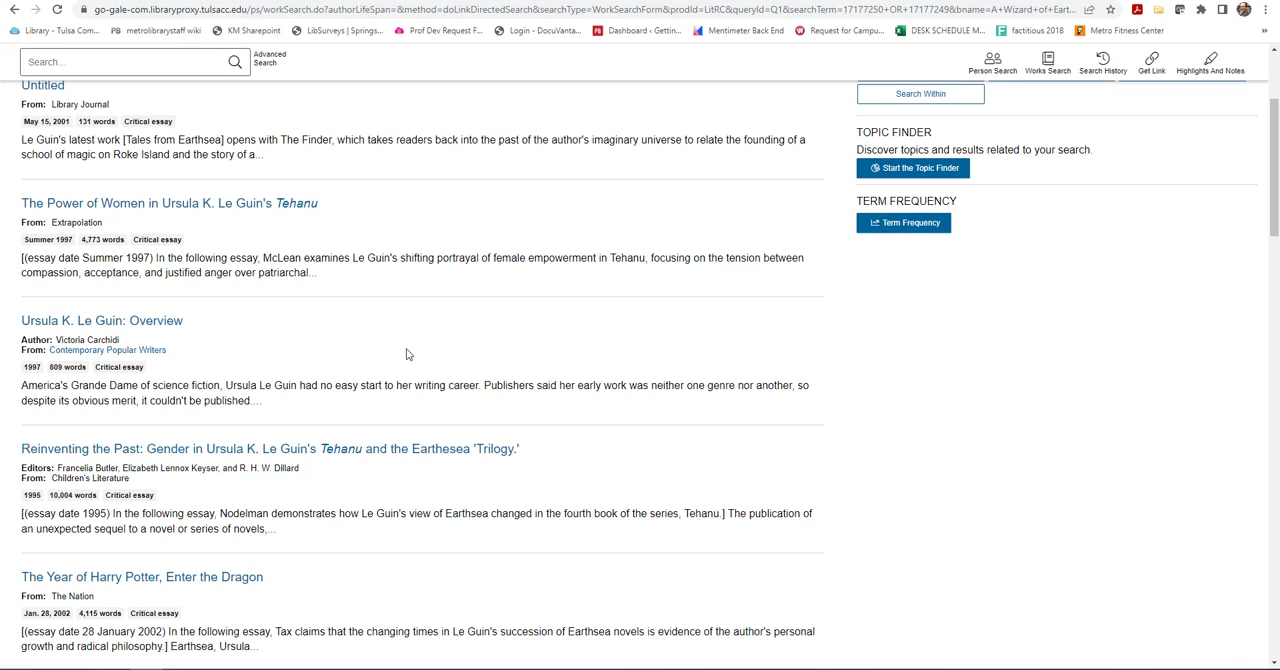 go-gale-com.libraryproxy.tulsacc.edu/ps/workSearch.do?authorLifeSpan=&method=doLinkDirectedSearch&searchType=WorkSearchForm&prodId=LitRC&queryId=Q1&searchTerm=17177250+OR+17177249&bname=A+Wizard+of+Eart...
Library - Tulsa Com... PB metrolibrarystaff wiki KM Sharepoint LibSurveys | Springs... Prof Dev Request F... Login - DocuVanta... PB Dashboard ‹ Gettin... Mentimeter Back End Request for Campu... DESK SCHEDULE M... factitious 2018 Metro Fitness Center »
Search...
Advanced
Search
Person Search Works Search Search History Get Link Highlights And Notes
Untitled
From: Library Journal
May 15, 2001 131 words Critical essay
Le Guin's latest work [Tales from Earthsea] opens with The Finder, which takes readers back into the past of the author's imaginary universe to relate the founding of a
school of magic on Roke Island and the story of a...
The Power of Women in Ursula K. Le Guin's Tehanu
From: Extrapolation
Summer 1997 4,773 words Critical essay
[(essay date Summer 1997) In the following essay, McLean examines Le Guin's shifting portrayal of female empowerment in Tehanu, focusing on the tension between
compassion, acceptance, and justified anger over patriarchal...
Ursula K. Le Guin: Overview
Author: Victoria Carchidi
From: Contemporary Popular Writers
1997 809 words Critical essay
America's Grande Dame of science fiction, Ursula Le Guin had no easy start to her writing career. Publishers said her early work was neither one genre nor another, so
despite its obvious merit, it couldn't be published....
Reinventing the Past: Gender in Ursula K. Le Guin's Tehanu and the Earthesea 'Trilogy.'
Editors: Francelia Butler, Elizabeth Lennox Keyser, and R. H. W. Dillard
From: Children's Literature
1995 10,004 words Critical essay
[(essay date 1995) In the following essay, Nodelman demonstrates how Le Guin's view of Earthsea changed in the fourth book of the series, Tehanu.] The publication of
an unexpected sequel to a novel or series of novels,...
The Year of Harry Potter, Enter the Dragon
From: The Nation
Jan. 28, 2002 4,115 words Critical essay
[(essay date 28 January 2002) In the following essay, Tax claims that the changing times in Le Guin's succession of Earthsea novels is evidence of the author's personal
growth and radical philosophy.] Earthsea, Ursula...
Search Within
TOPIC FINDER
Discover topics and results related to your search.
Start the Topic Finder
TERM FREQUENCY
Term Frequency